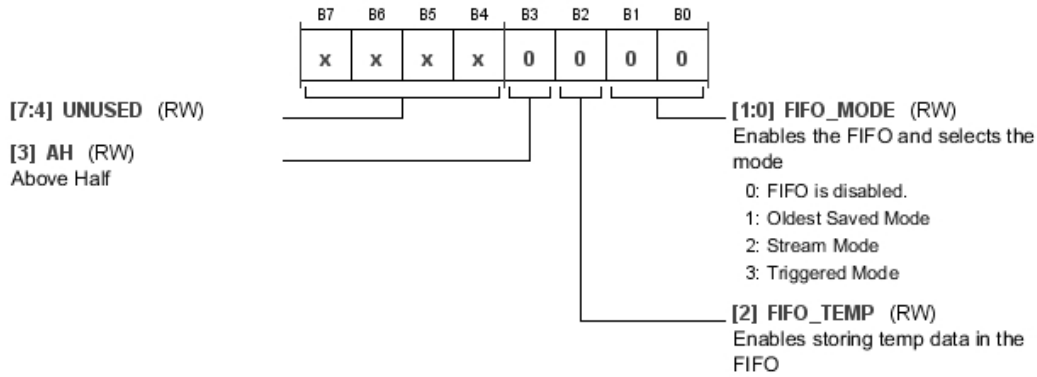 B7 B6 B5 B4 B3 B2 B1 B0
x x x x 0 0 0 0
[7:4] UNUSED (RW)
[3] AH (RW)
Above Half
[1:0] FIFO_MODE (RW)
Enables the FIFO and selects the
mode
0: FIFO is disabled.
1: Oldest Saved Mode
2: Stream Mode
3: Triggered Mode
[2] FIFO_TEMP (RW)
Enables storing temp data in the
FIFO